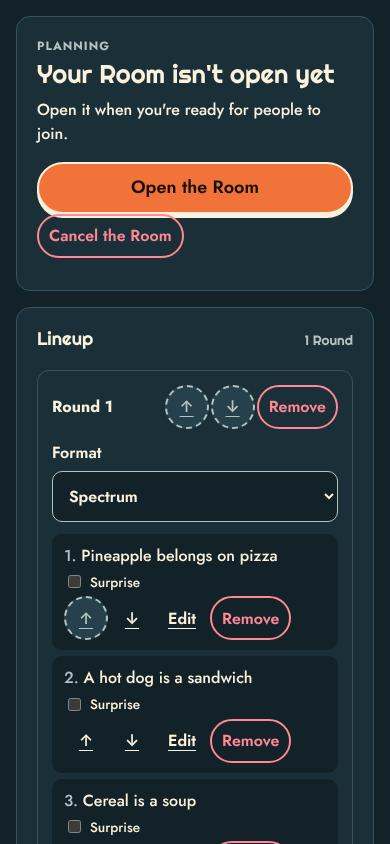 PLANNING
Your Room isn't open yet
Open it when you're ready for people to
join.
Open the Room
Cancel the Room
Lineup
1 Round
Round 1
↑
↓
Remove
Format
Spectrum
1. Pineapple belongs on pizza
Surprise
↑
↓
Edit
Remove
2. A hot dog is a sandwich
Surprise
↑
↓
Edit
Remove
3. Cereal is a soup
Surprise